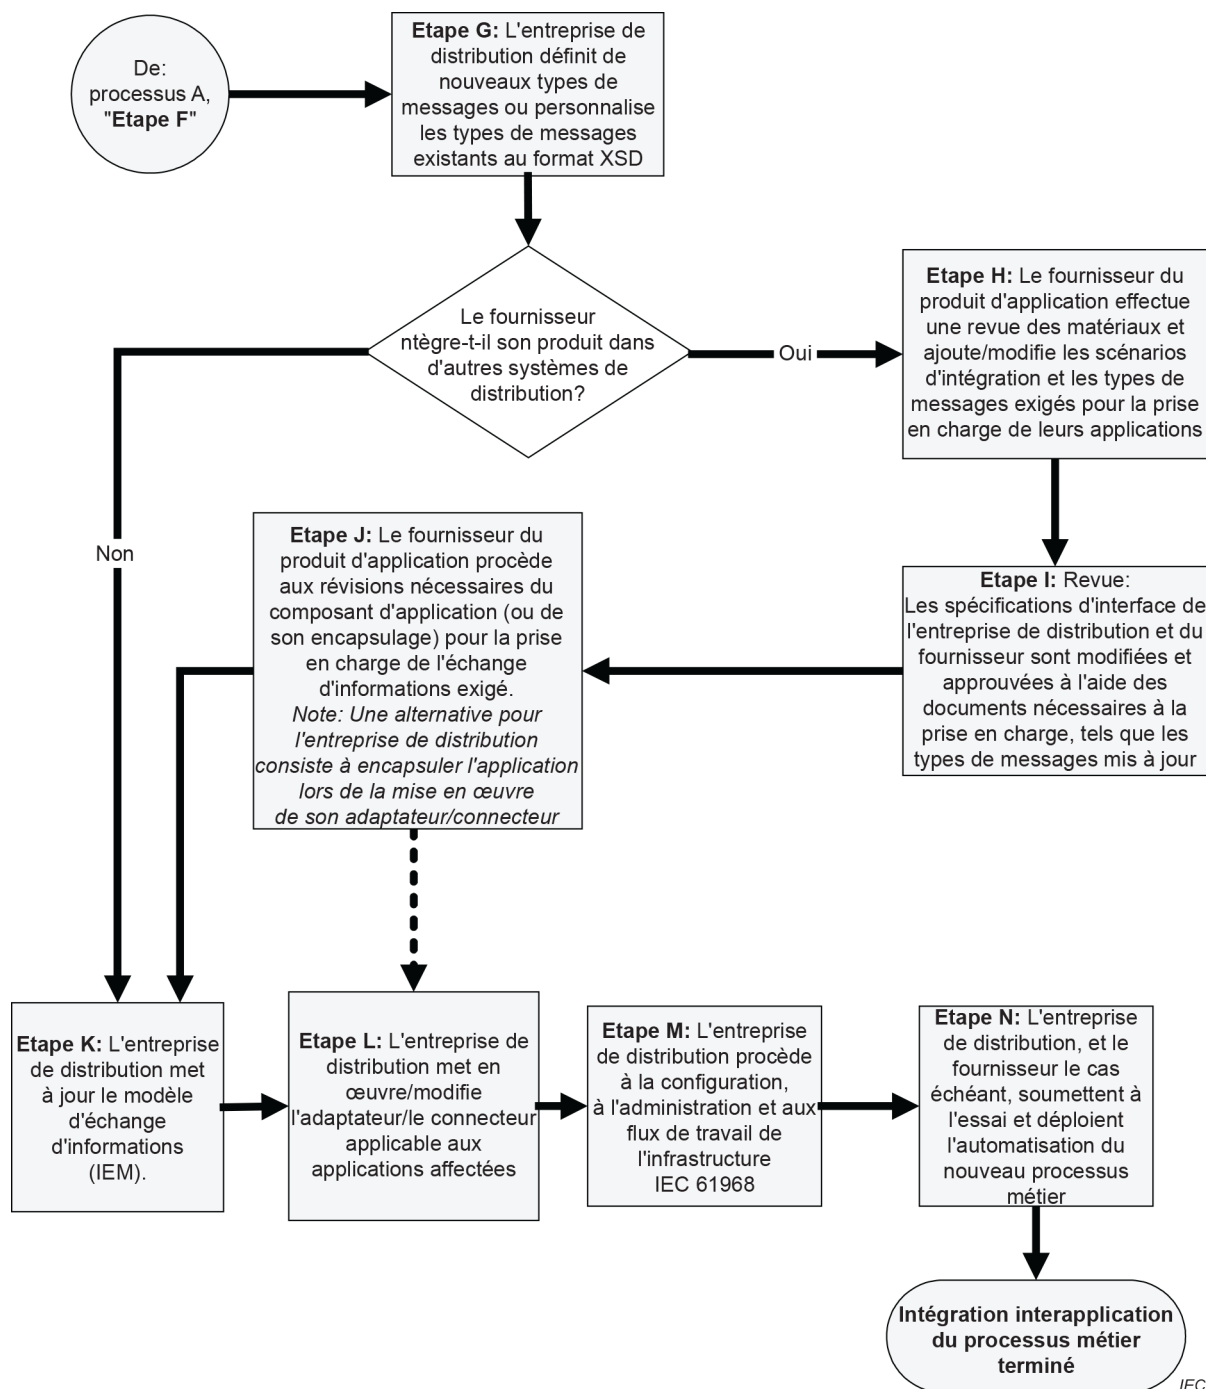 De:
processus A,
"Etape F"
Etape G: L'entreprise de
distribution définit de
nouveaux types de
messages ou personnalise
les types de messages
existants au format XSD
Le fournisseur
ntègre-t-il son produit dans
d'autres systèmes de
distribution?
Oui
Non
Etape H: Le fournisseur du
produit d'application effectue
une revue des matériaux et
ajoute/modifie les scénarios
d'intégration et les types de
messages exigés pour la prise
en charge de leurs applications
Etape I: Revue:
Les spécifications d'interface de
l'entreprise de distribution et du
fournisseur sont modifiées et
approuvées à l'aide des
documents nécessaires à la
prise en charge, tels que les
types de messages mis à jour
Etape J: Le fournisseur du
produit d'application procède
aux révisions nécessaires du
composant d'application (ou de
son encapsulage) pour la prise
en charge de l'échange
d'informations exigé.
Note: Une alternative pour
l'entreprise de distribution
consiste à encapsuler l'application
lors de la mise en œuvre
de son adaptateur/connecteur
Etape K: L'entreprise
de distribution met
à jour le modèle
d'échange
d'informations
(IEM).
Etape L: L'entreprise de
distribution met en
œuvre/modifie
l'adaptateur/le connecteur
applicable aux
applications affectées
Etape M: L'entreprise
de distribution procède
à la configuration,
à l'administration et aux
flux de travail de
l'infrastructure
IEC 61968
Etape N: L'entreprise
de distribution, et le
fournisseur le cas
échéant, soumettent à
l'essai et déploient
l'automatisation du
nouveau processus
métier
Intégration interapplication
du processus métier
terminé
IEC